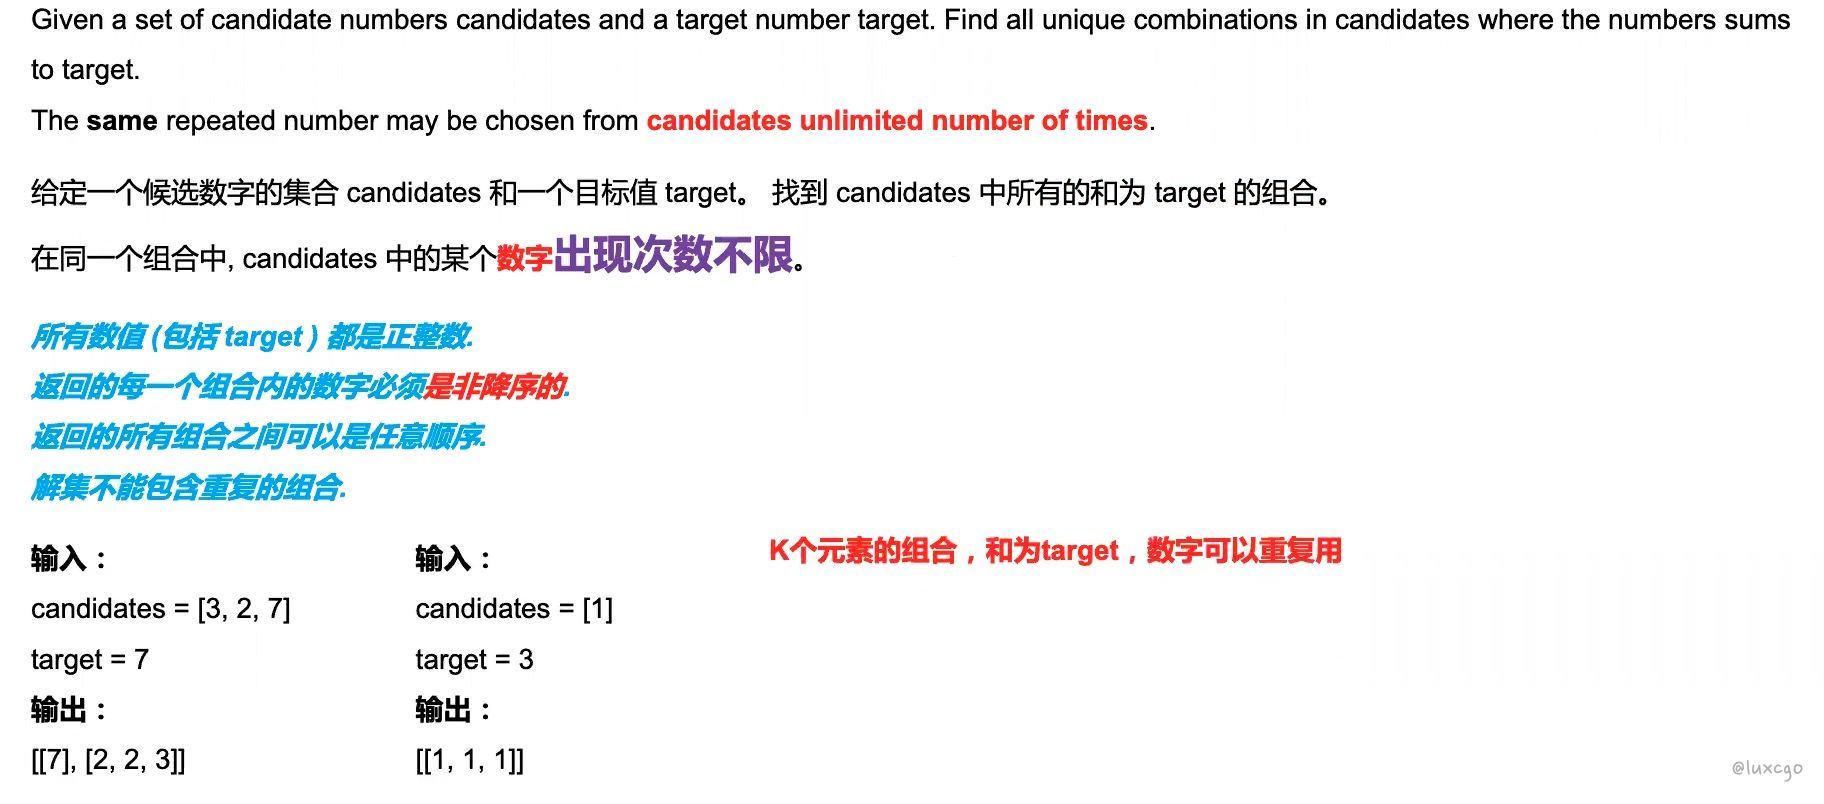 Given a set of candidate numbers candidates and a target number target. Find all unique combinations in candidates where the numbers sums
to target.
The same repeated number may be chosen from candidates unlimited number of times.
给定一个候选数字的集合 candidates 和一个目标值 target。 找到 candidates 中所有的和为 target 的组合。
在同一个组合中, candidates 中的某个数字出现次数不限。
所有数值 (包括 target ) 都是正整数.
返回的每一个组合内的数字必须是非降序的.
返回的所有组合之间可以是任意顺序.
解集不能包含重复的组合.
输入：
candidates = [3, 2, 7]
target = 7
输出：
[[7], [2, 2, 3]]
输入：
candidates = [1]
target = 3
输出：
[[1, 1, 1]]
K个元素的组合，和为target，数字可以重复用
@luxcgo